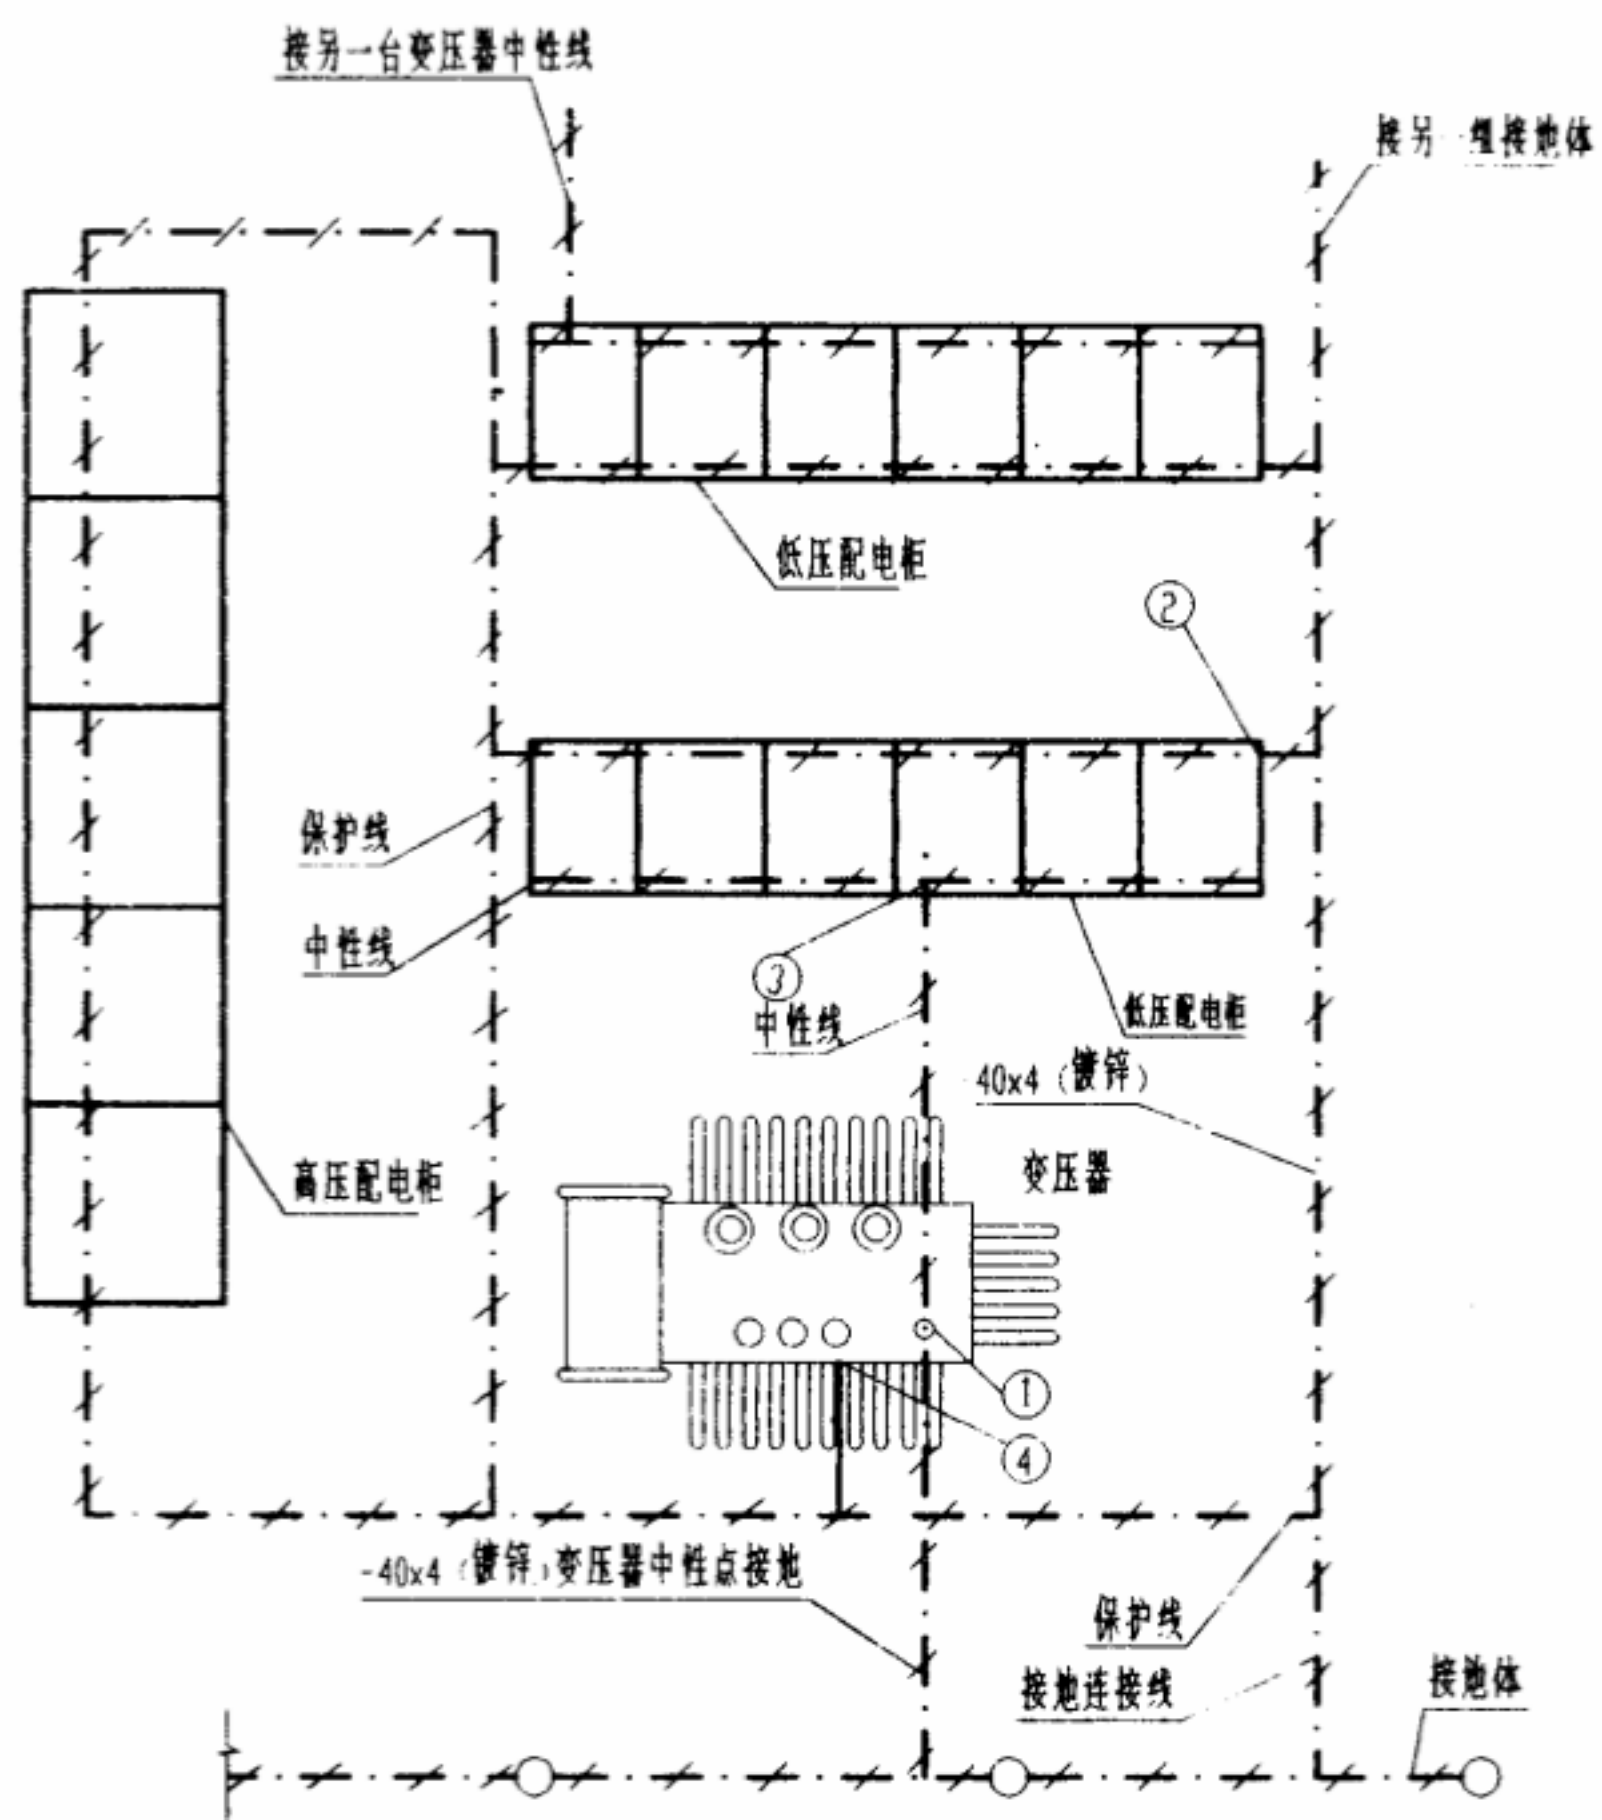 接另一台变压器中性线
接另一组接地体
低压配电柜
2
保护线
中性线
3
中性线
低压配电柜
40x4（镀锌）
变压器
高压配电柜
1
4
-40x4（镀锌）变压器中性点接地
保护线
接地连接线
接地体